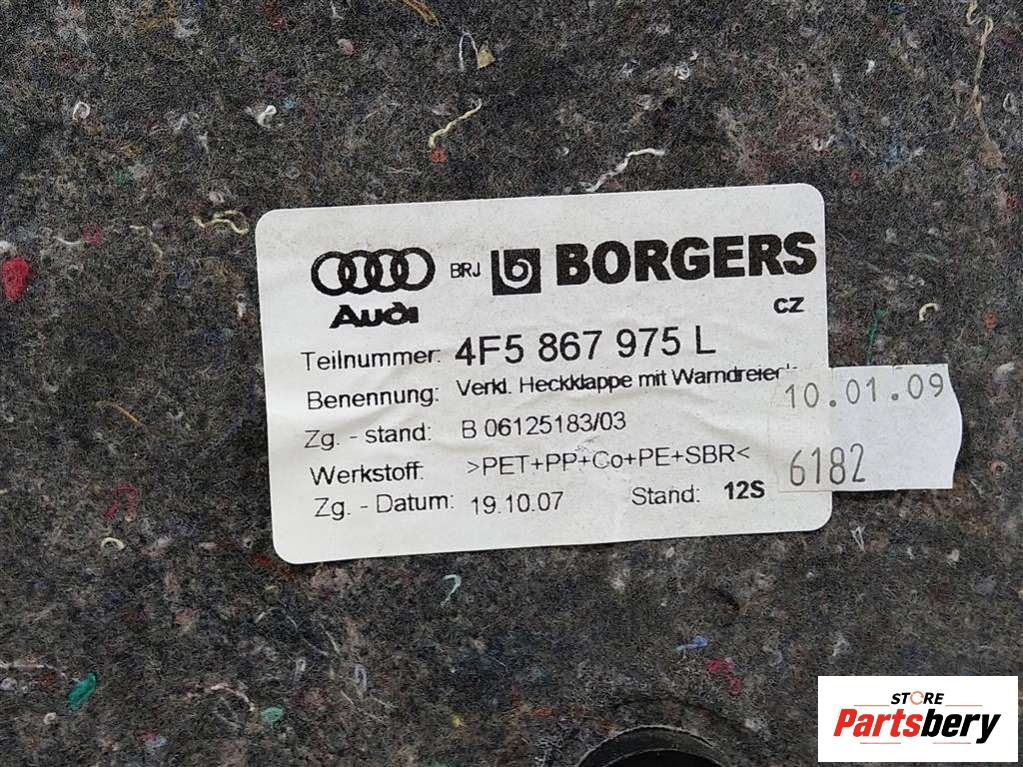 BRJ BORGERS
Audi CZ
Teilnummer: 4F5 867 975 L
Benennung: Verkl. Heckklappe mit
Zg. - stand: B 06125183/03
Werkstoff: >PET+PP+Co+PE+SBR<
Zg. - Datum: 19.10.07 Stand: 12S
10.01.09
6182
STORE
Partsbery